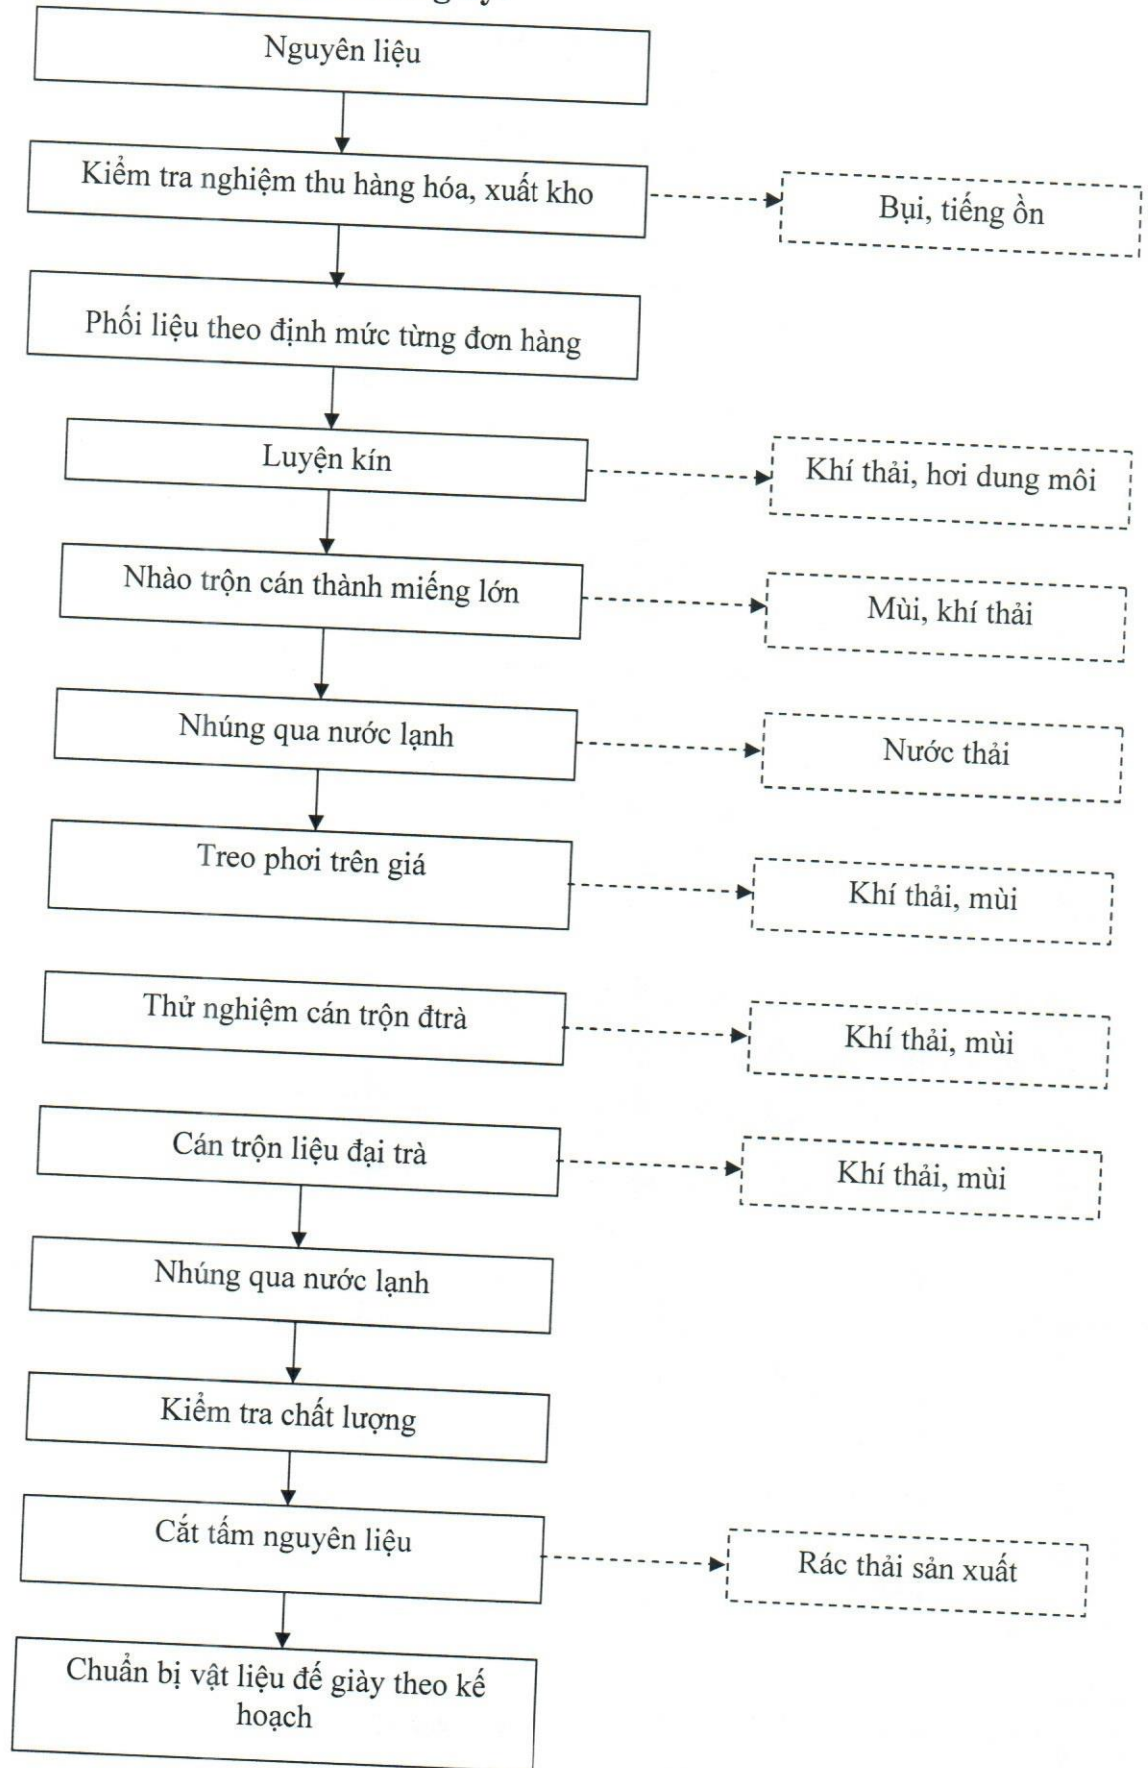 Nguyên liệu
Kiểm tra nghiệm thu hàng hóa, xuất kho
Bụi, tiếng ồn
Phối liệu theo định mức từng đơn hàng
Luyện kín
Khí thải, hơi dung môi
Nhào trộn cán thành miếng lớn
Mùi, khí thải
Nhúng qua nước lạnh
Nước thải
Treo phơi trên giá
Khí thải, mùi
Thử nghiệm cán trộn đtrà
Khí thải, mùi
Cán trộn liệu đại trà
Khí thải, mùi
Nhúng qua nước lạnh
Kiểm tra chất lượng
Cắt tấm nguyên liệu
Rác thải sản xuất
Chuẩn bị vật liệu đế giày theo kế
hoạch